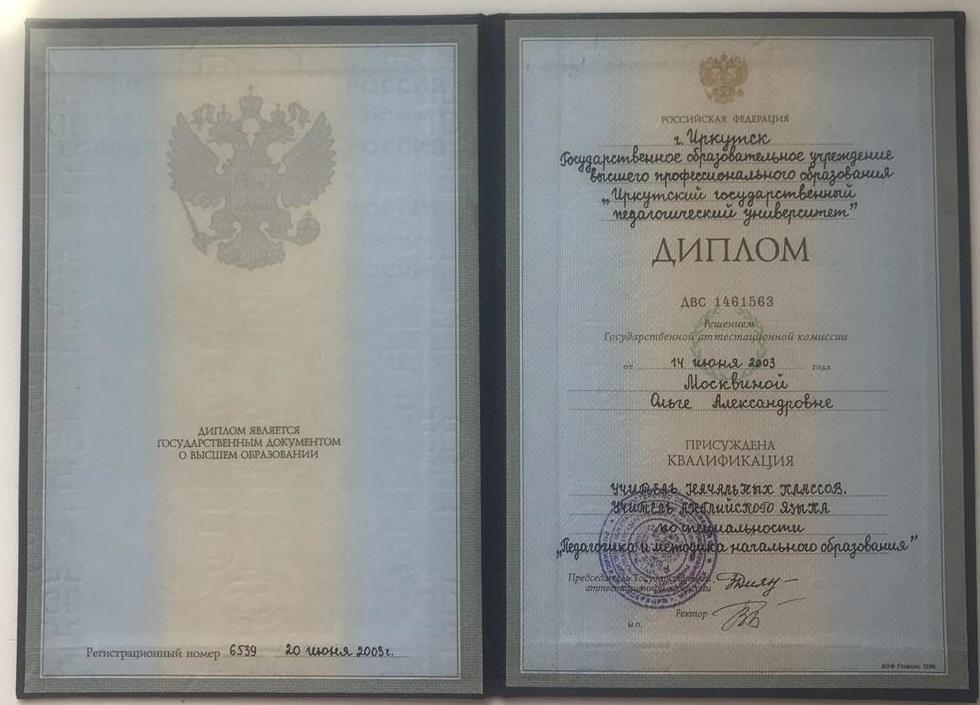 ДИПЛОМ ЯВЛЯЕТСЯ
ГОСУДАРСТВЕННЫМ ДОКУМЕНТОМ
О ВЫСШЕМ ОБРАЗОВАНИИ
Регистрационный номер 6539 20 июня 2003г.
РОССИЙСКАЯ ФЕДЕРАЦИЯ
г. Иркутск
Государственное образовательное учреждение
высшего профессионального образования
„Иркутский государственный
педагогический университет”
ДИПЛОМ
ДВС 1461563
Решением
Государственной аттестационной комиссии
от 14 июня 2003 года
Москвиной
Ольге Александровне
ПРИСУЖДЕНА
КВАЛИФИКАЦИЯ
УЧИТЕЛЬ НАЧАЛЬНЫХ КЛАССОВ.
УЧИТЕЛЬ АНГЛИЙСКОГО ЯЗЫКА
по специальности
„Педагогика и методика начального образования”
Председатель Государственной
аттестационной комиссии
Ректор
М.П.